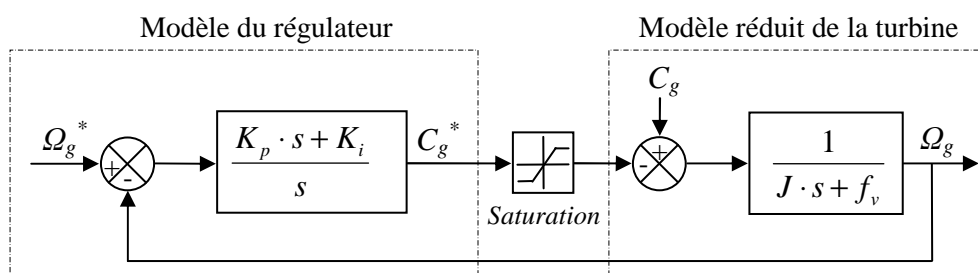 Modèle du régulateur
Modèle réduit de la turbine
C_g
Ω_g^*
+
-
K_p · s + K_i
s
C_g^*
Saturation
-
+
1
J · s + f_v
Ω_g